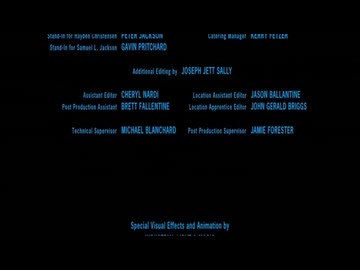 Stand-In for Hayden Christensen PETER JACKSON Catering Manager KERRY FETZER
Stand-In for Samuel L. Jackson GAVIN PRITCHARD
Additional Editing by JOSEPH JETT SALLY
Assistant Editor CHERYL NARDI Location Assistant Editor JASON BALLANTINE
Post Production Assistant BRETT FALLENTINE Location Apprentice Editor JOHN GERALD BRIGGS
Technical Supervisor MICHAEL BLANCHARD Post Production Supervisor JAMIE FORESTER
Special Visual Effects and Animation by